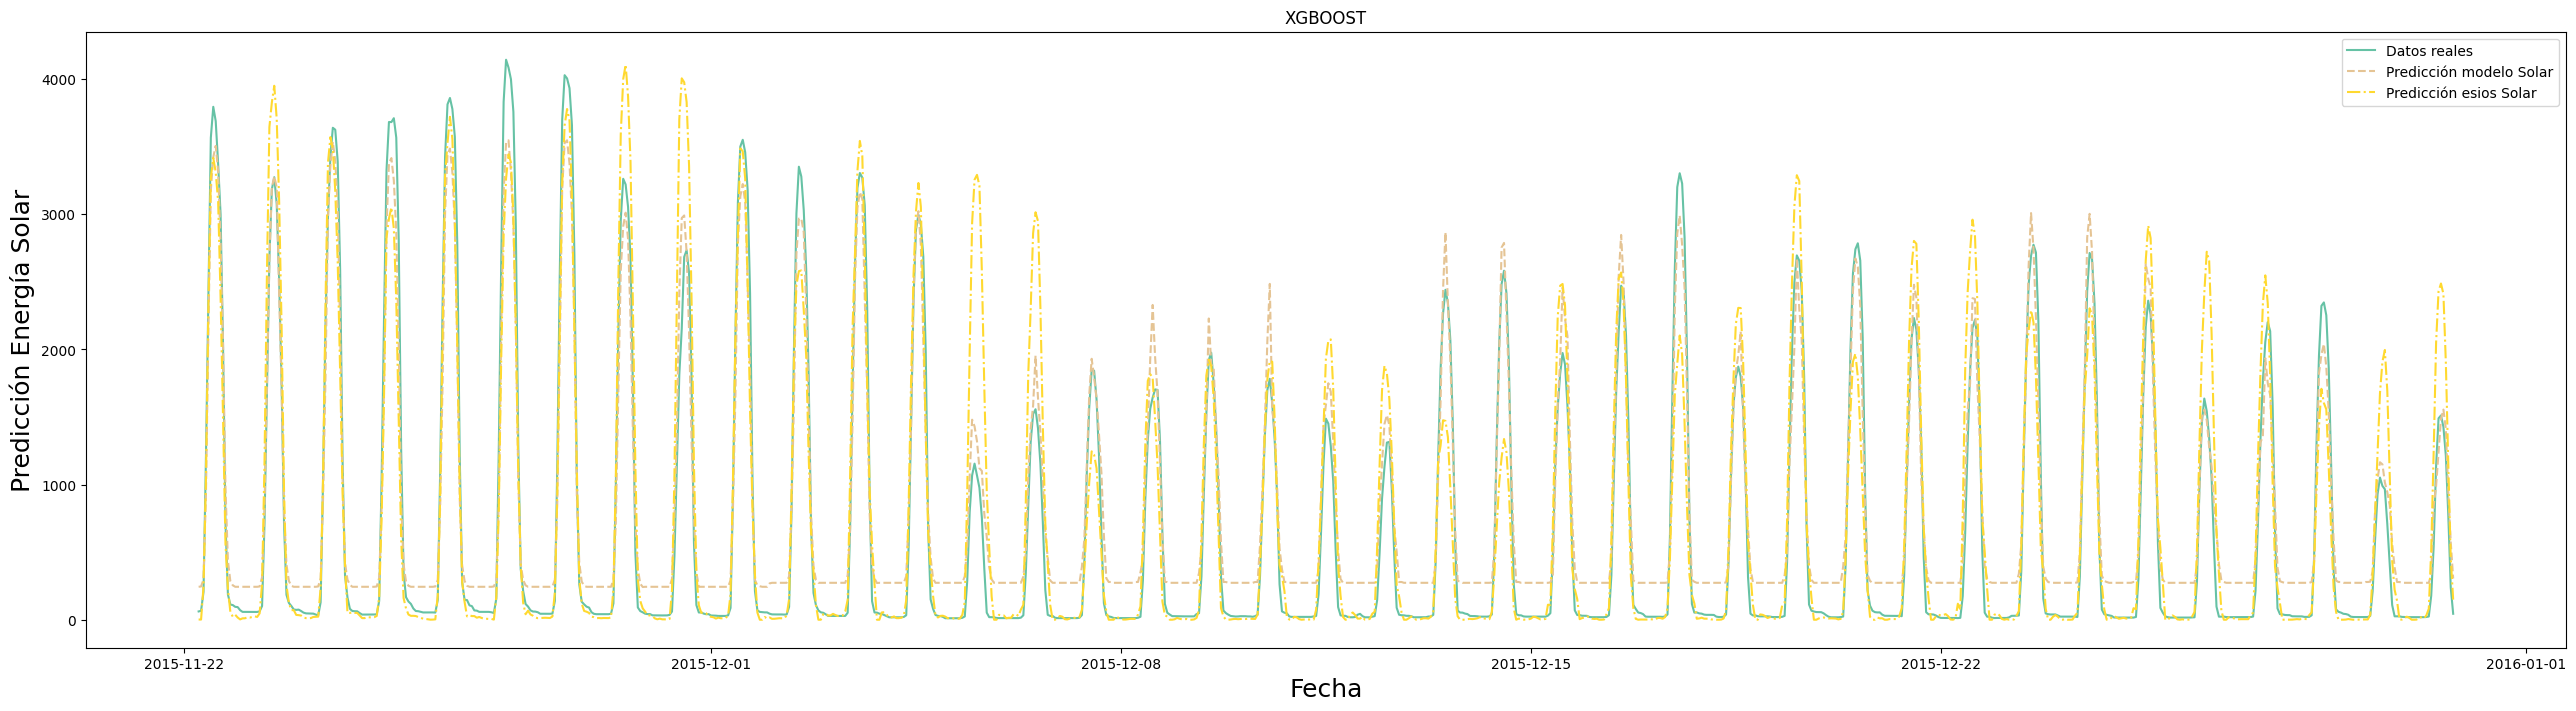 XGBOOST
Datos reales
Predicción modelo Solar
Predicción esios Solar
Predicción Energía Solar
4000
3000
2000
1000
0
2015-11-22
2015-12-01
2015-12-08
2015-12-15
2015-12-22
2016-01-01
Fecha